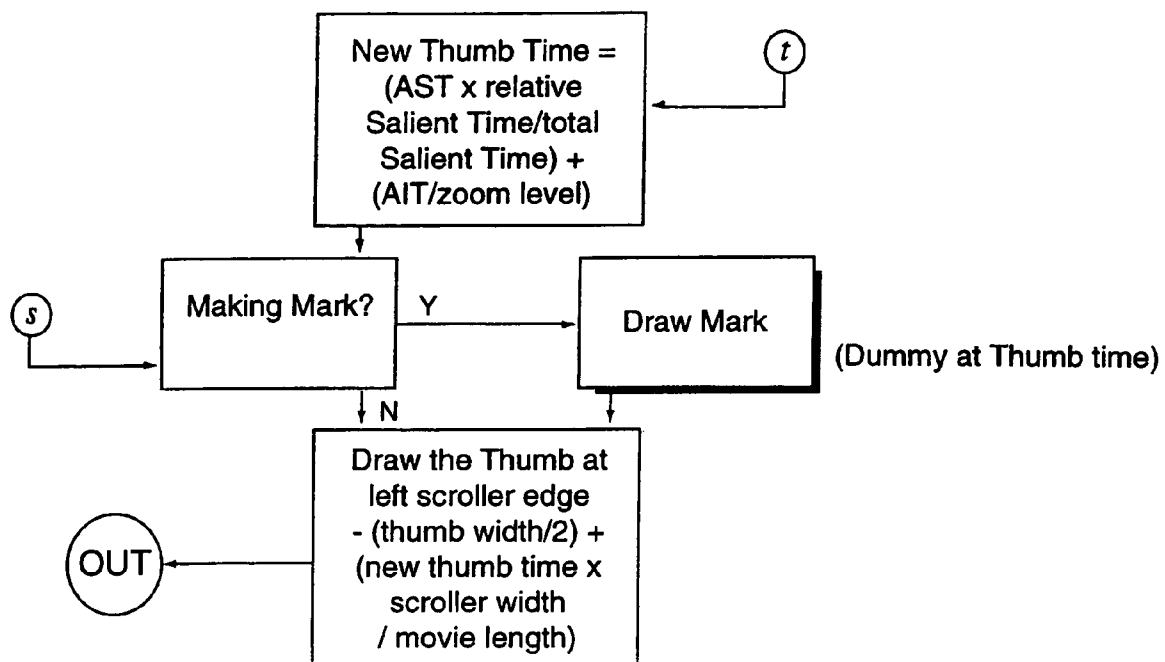 New Thumb Time =
(AST x relative
Salient Time/total
Salient Time) +
(AIT/zoom level)
t
s
Making Mark?
Y
Draw Mark
(Dummy at Thumb time)
N
Draw the Thumb at
left scroller edge
- (thumb width/2) +
(new thumb time x
scroller width
/ movie length)
OUT